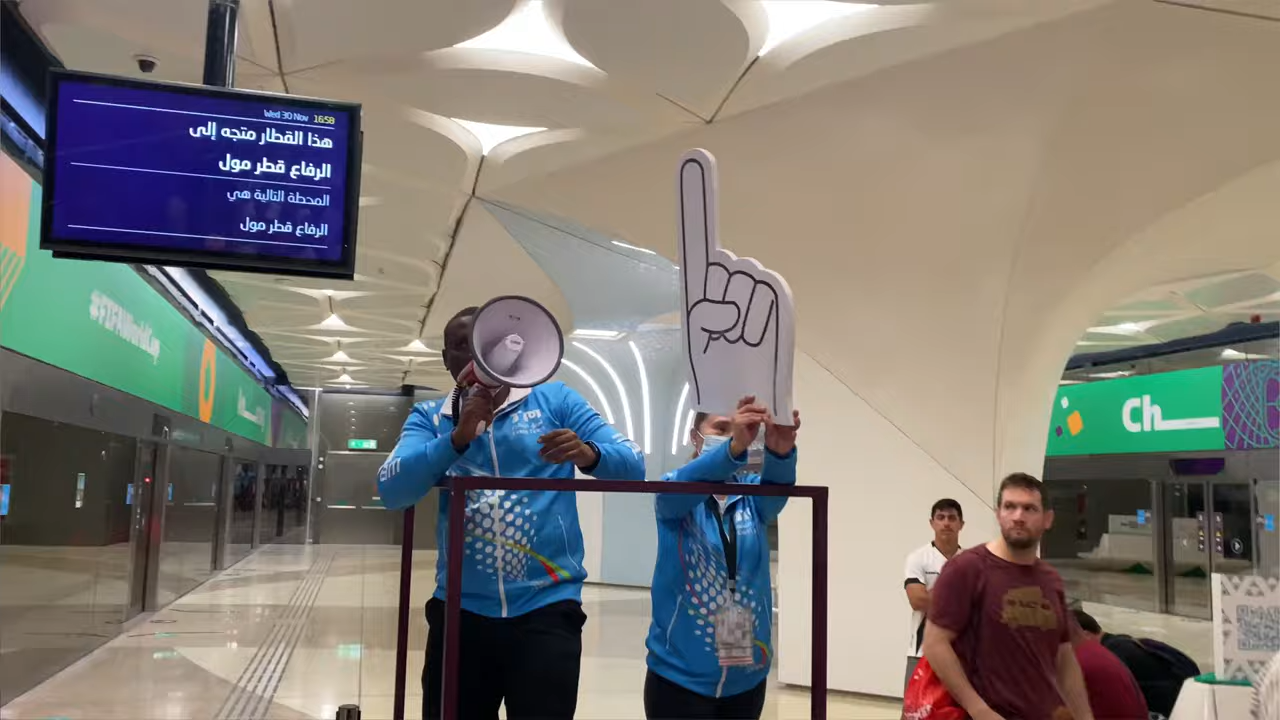 Wed 30 Nov 16:58
هذا القطار متجه إلى
الرفاع قطر مول
المحطة التالية هي
الرفاع قطر مول
#FIFAWorldCup
Ch